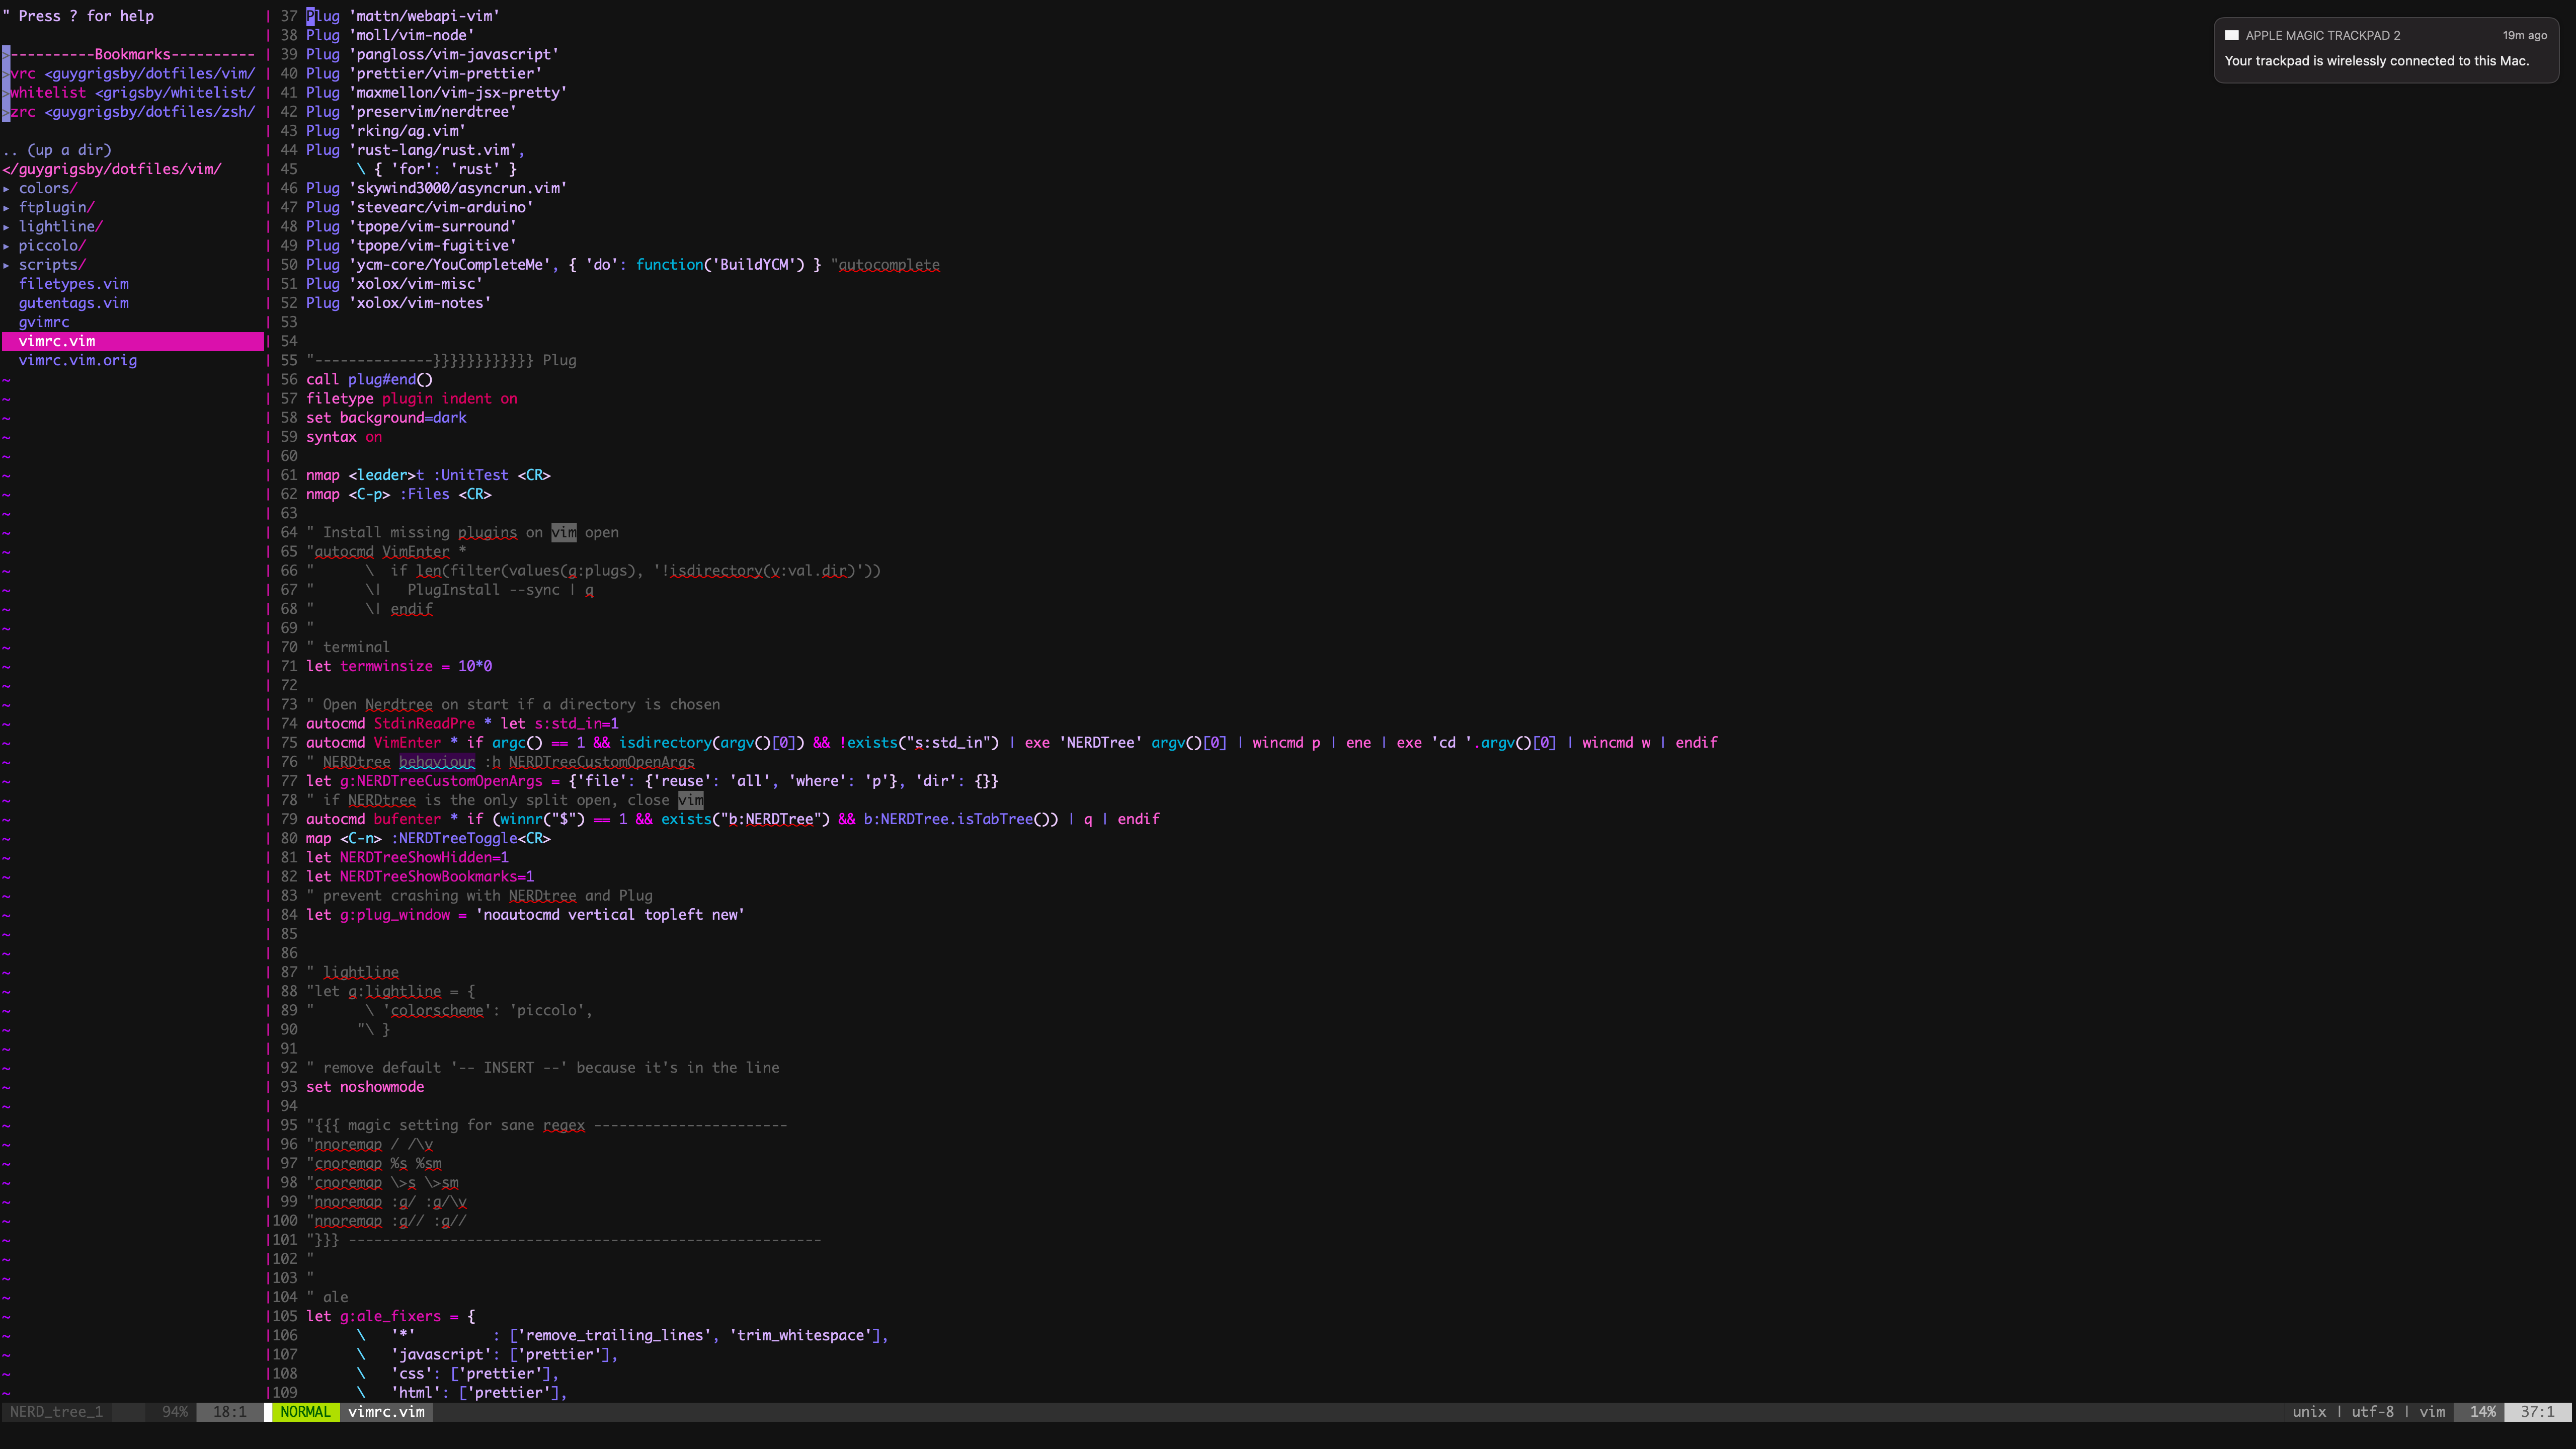 " Press ? for help
>----------Bookmarks----------
>vrc <guygrigsby/dotfiles/vim/
>whitelist <grigsby/whitelist/
>zrc <guygrigsby/dotfiles/zsh/
.. (up a dir)
</guygrigsby/dotfiles/vim/
▸ colors/
▸ ftplugin/
▸ lightline/
▸ piccolo/
▸ scripts/
filetypes.vim
gutentags.vim
gvimrc
vimrc.vim
vimrc.vim.orig
37 Plug 'mattn/webapi-vim'
38 Plug 'moll/vim-node'
39 Plug 'pangloss/vim-javascript'
40 Plug 'prettier/vim-prettier'
41 Plug 'maxmellon/vim-jsx-pretty'
42 Plug 'preservim/nerdtree'
43 Plug 'rking/ag.vim'
44 Plug 'rust-lang/rust.vim',
45       \ { 'for': 'rust' }
46 Plug 'skywind3000/asyncrun.vim'
47 Plug 'stevearc/vim-arduino'
48 Plug 'tpope/vim-surround'
49 Plug 'tpope/vim-fugitive'
50 Plug 'ycm-core/YouCompleteMe', { 'do': function('BuildYCM') } "autocomplete
51 Plug 'xolox/vim-misc'
52 Plug 'xolox/vim-notes'
53
54
55 "--------------}}}}}}}}}}}} Plug
56 call plug#end()
57 filetype plugin indent on
58 set background=dark
59 syntax on
60
61 nmap <leader>t :UnitTest <CR>
62 nmap <C-p> :Files <CR>
63
64 " Install missing plugins on vim open
65 "autocmd VimEnter *
66 "      \  if len(filter(values(g:plugs), '!isdirectory(v:val.dir)'))
67 "      \|   PlugInstall --sync | q
68 "      \| endif
69 "
70 " terminal
71 let termwinsize = 10*0
72
73 " Open Nerdtree on start if a directory is chosen
74 autocmd StdinReadPre * let s:std_in=1
75 autocmd VimEnter * if argc() == 1 && isdirectory(argv()[0]) && !exists("s:std_in") | exe 'NERDTree' argv()[0] | wincmd p | ene | exe 'cd '.argv()[0] | wincmd w | endif
76 " NERDtree behaviour :h NERDTreeCustomOpenArgs
77 let g:NERDTreeCustomOpenArgs = {'file': {'reuse': 'all', 'where': 'p'}, 'dir': {}}
78 " if NERDtree is the only split open, close vim
79 autocmd bufenter * if (winnr("$") == 1 && exists("b:NERDTree") && b:NERDTree.isTabTree()) | q | endif
80 map <C-n> :NERDTreeToggle<CR>
81 let NERDTreeShowHidden=1
82 let NERDTreeShowBookmarks=1
83 " prevent crashing with NERDtree and Plug
84 let g:plug_window = 'noautocmd vertical topleft new'
85
86
87 " lightline
88 "let g:lightline = {
89 "      \ 'colorscheme': 'piccolo',
90       "\ }
91
92 " remove default '-- INSERT --' because it's in the line
93 set noshowmode
94
95 "{{{ magic setting for sane regex -----------------------
96 "nnoremap / /\v
97 "cnoremap %s %sm
98 "cnoremap \>s \>sm
99 "nnoremap :g/ :g/\v
100 "nnoremap :g// :g//
101 "}}} --------------------------------------------------------
102 "
103 "
104 " ale
105 let g:ale_fixers = {
106       \   '*'         : ['remove_trailing_lines', 'trim_whitespace'],
107       \   'javascript': ['prettier'],
108       \   'css': ['prettier'],
109       \   'html': ['prettier'],
NERD_tree_1 94% 18:1 NORMAL vimrc.vim unix | utf-8 | vim 14% 37:1
APPLE MAGIC TRACKPAD 2 19m ago
Your trackpad is wirelessly connected to this Mac.